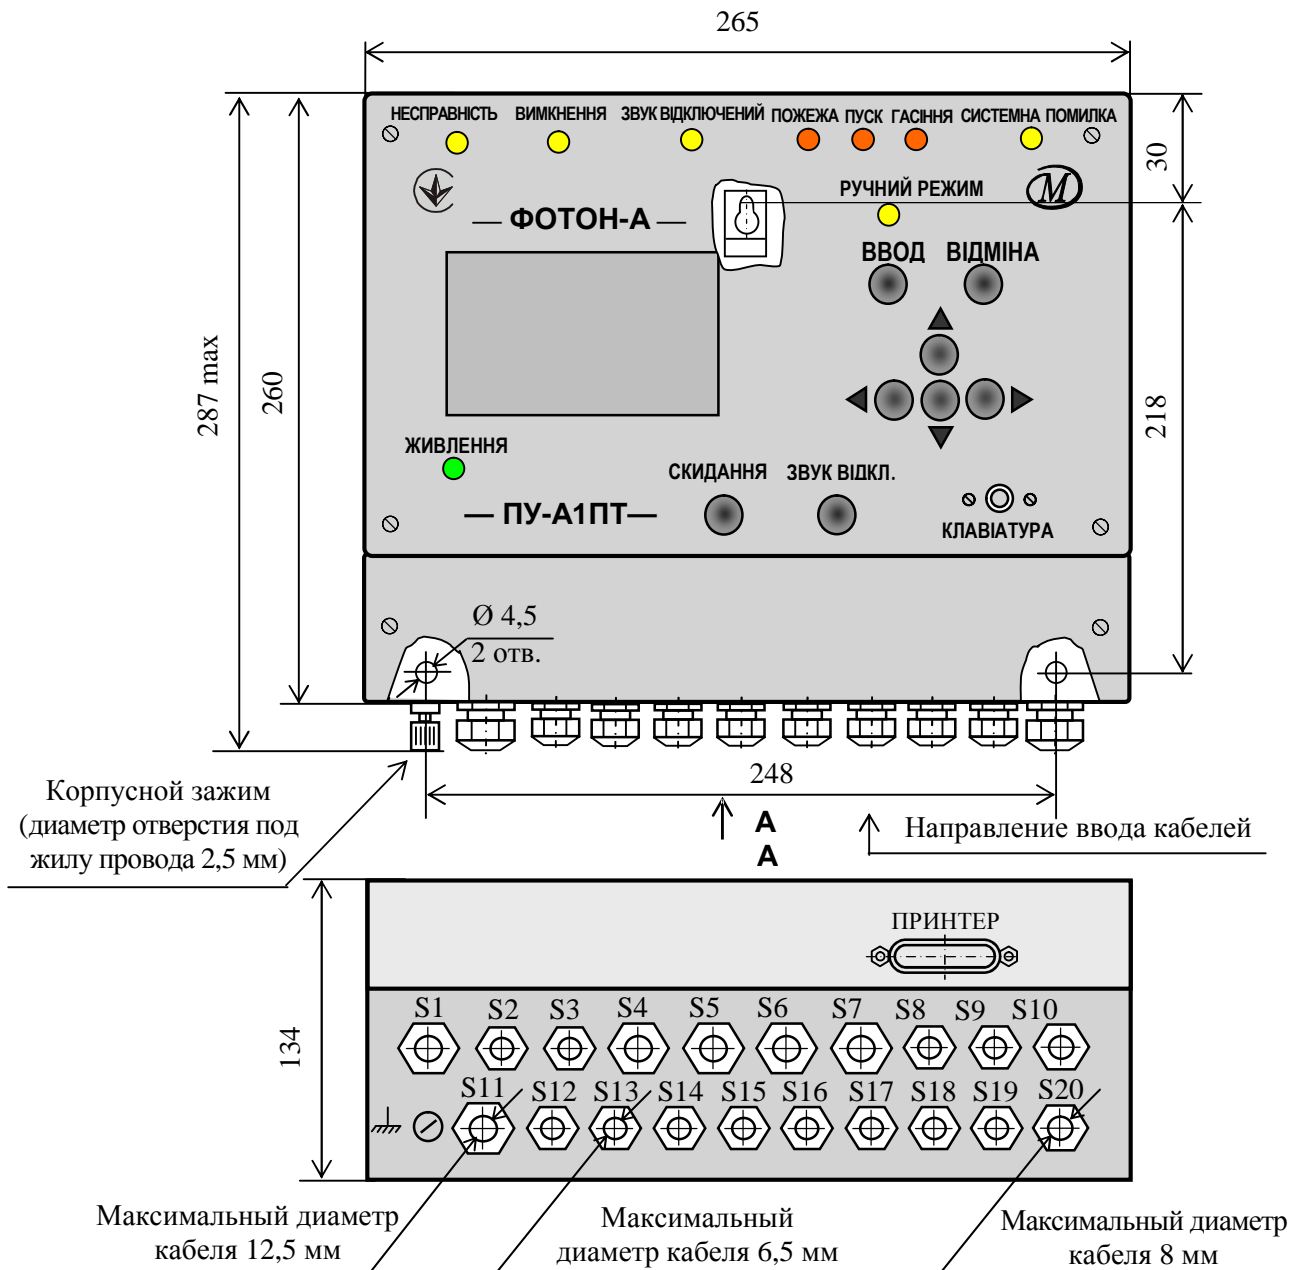 265
НЕСПРАВНІСТЬ ВИМКНЕННЯ ЗВУК ВІДКЛЮЧЕНИЙ ПОЖЕЖА ПУСК ГАСІННЯ СИСТЕМНА ПОМИЛКА
30
РУЧНИЙ РЕЖИМ
М
— ФОТОН-А —
ВВОД ВІДМІНА
287 max
260
218
ЖИВЛЕННЯ
СКИДАННЯ ЗВУК ВІДКЛ.
— ПУ-А1ПТ—
КЛАВІАТУРА
Ø 4,5
2 отв.
248
Корпусной зажим
(диаметр отверстия под
жилу провода 2,5 мм)
А
А
Направление ввода кабелей
ПРИНТЕР
134
S1 S2 S3 S4 S5 S6 S7 S8 S9 S10
S11 S12 S13 S14 S15 S16 S17 S18 S19 S20
Максимальный диаметр
кабеля 12,5 мм
Максимальный
диаметр кабеля 6,5 мм
Максимальный диаметр
кабеля 8 мм